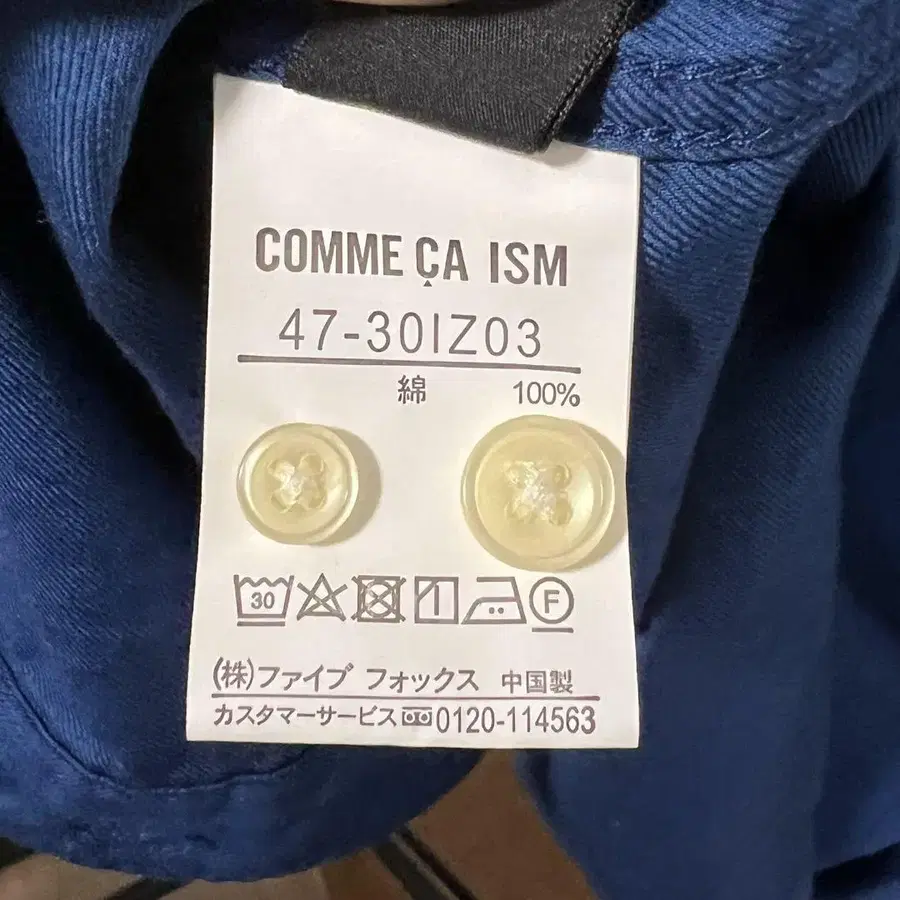 COMME ÇA ISM
47-30IZ03
綿 100%
30 F
(株)ファイブ フォックス 中国製
カスタマーサービス 0120-114563